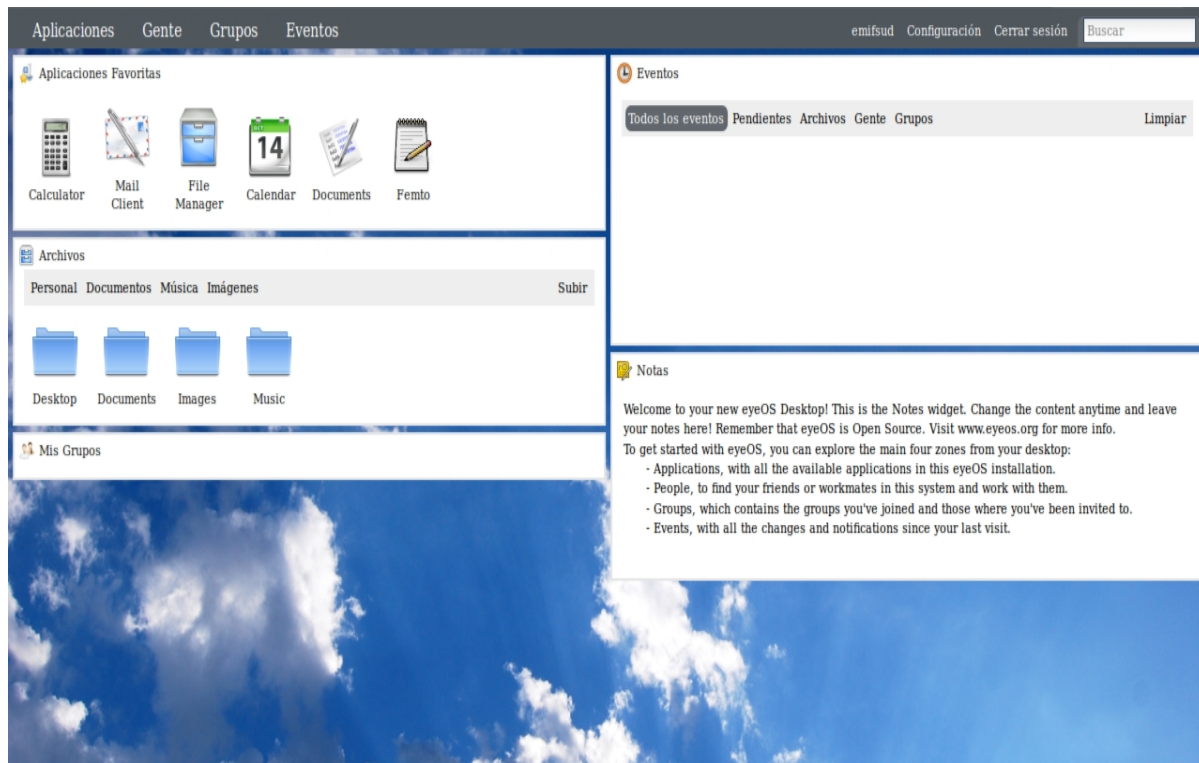 Aplicaciones Gente Grupos Eventos emifsud Configuración Cerrar sesión Buscar
Aplicaciones Favoritas
14
Calculator Mail Client File Manager Calendar Documents Femto
Archivos
Personal Documentos Música Imágenes Subir
Desktop Documents Images Music
Mis Grupos
Eventos
Todos los eventos Pendientes Archivos Gente Grupos Limpiar
Notas
Welcome to your new eyeOS Desktop! This is the Notes widget. Change the content anytime and leave
your notes here! Remember that eyeOS is Open Source. Visit www.eyeos.org for more info.
To get started with eyeOS, you can explore the main four zones from your desktop:
- Applications, with all the available applications in this eyeOS installation.
- People, to find your friends or workmates in this system and work with them.
- Groups, which contains the groups you've joined and those where you've been invited to.
- Events, with all the changes and notifications since your last visit.